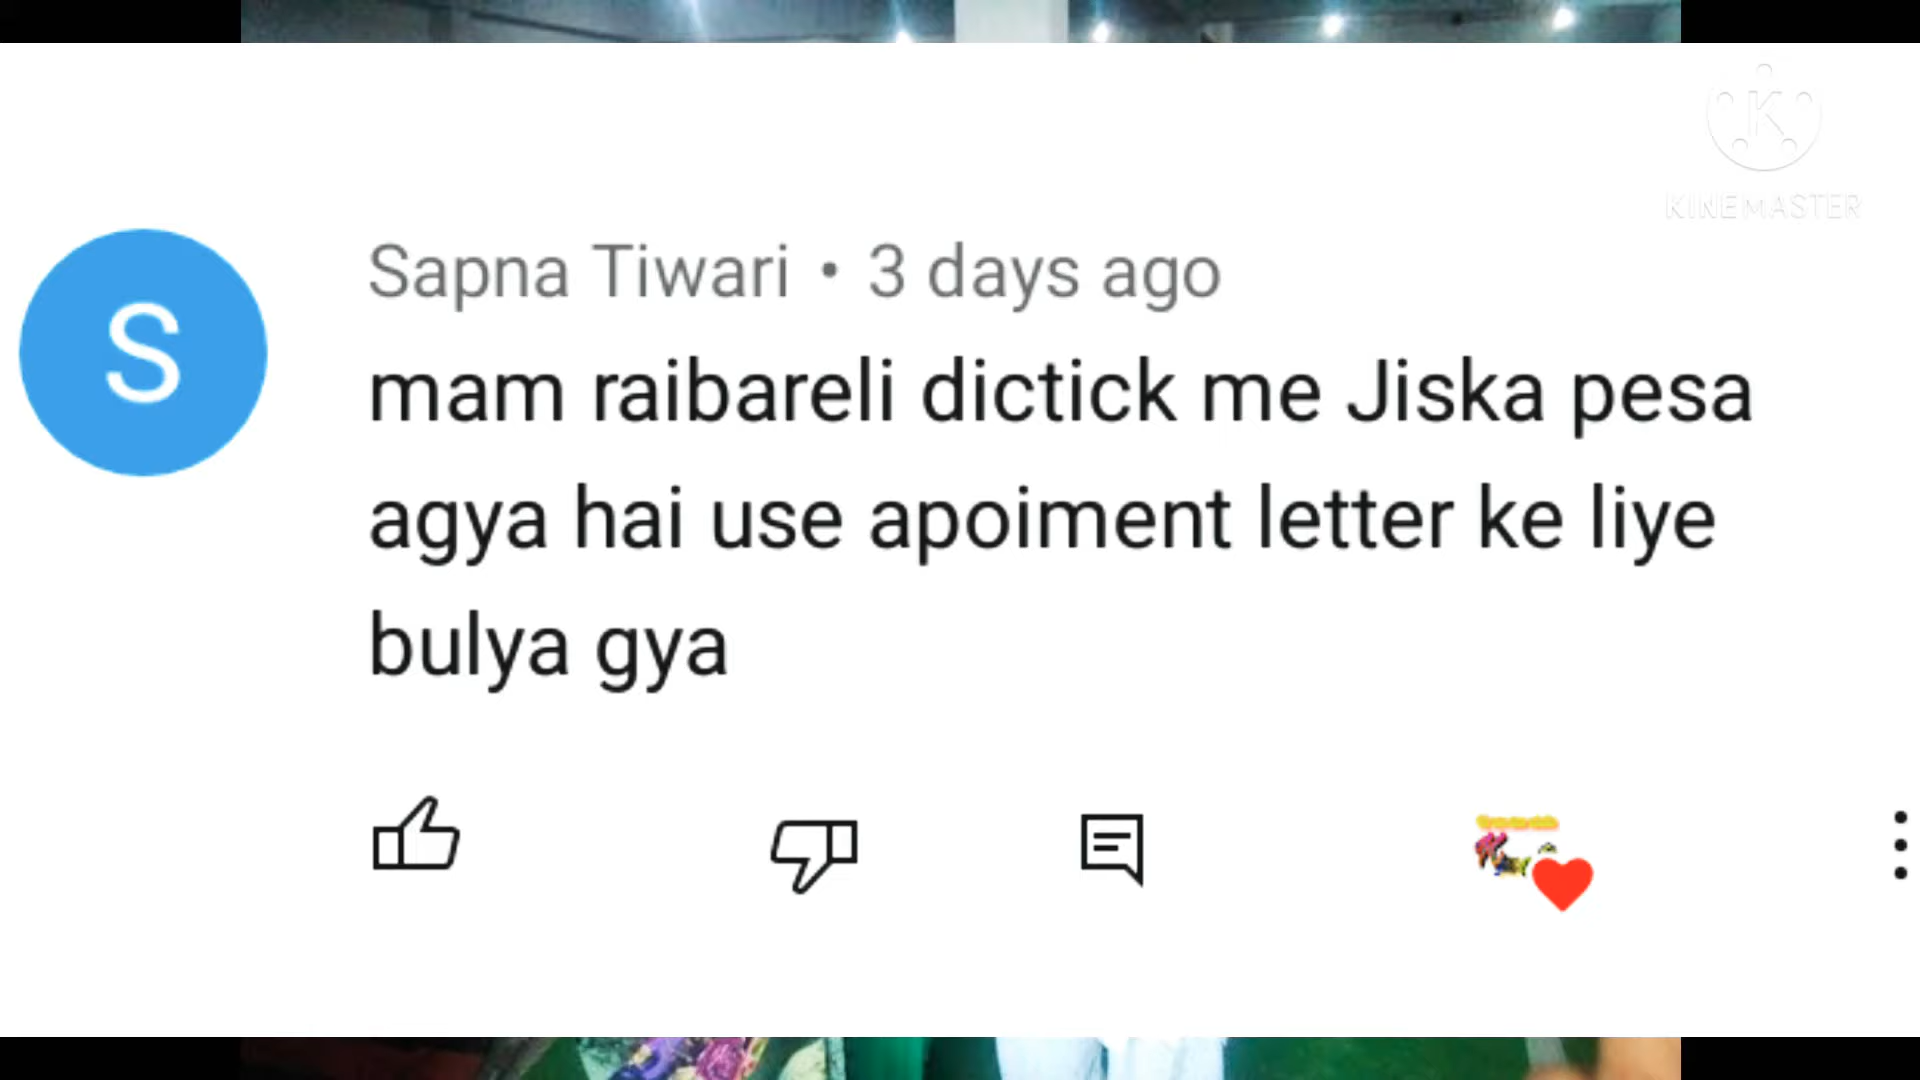 K
KINEMASTER
S
Sapna Tiwari • 3 days ago
mam raibareli dictick me Jiska pesa
agya hai use apoiment letter ke liye
bulya gya